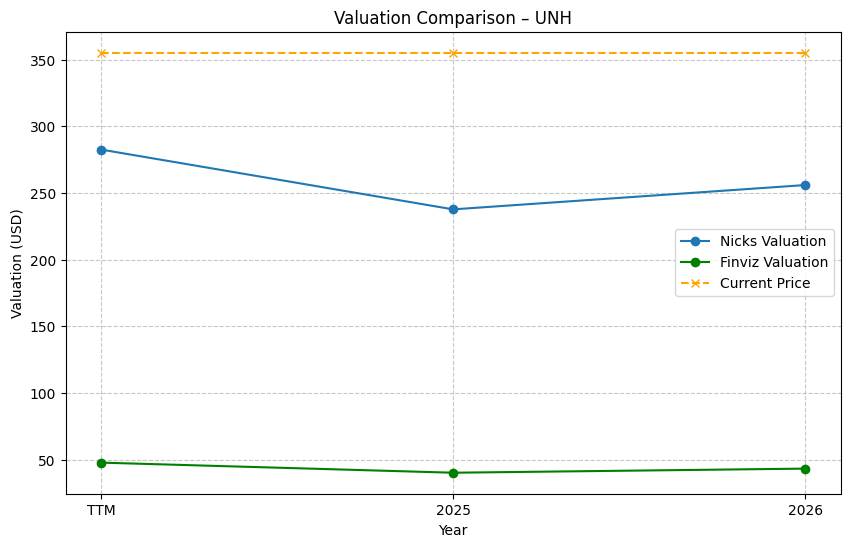 Valuation Comparison – UNH
Valuation (USD)
350
300
250
200
150
100
50
Nicks Valuation
Finviz Valuation
Current Price
TTM
2025
2026
Year